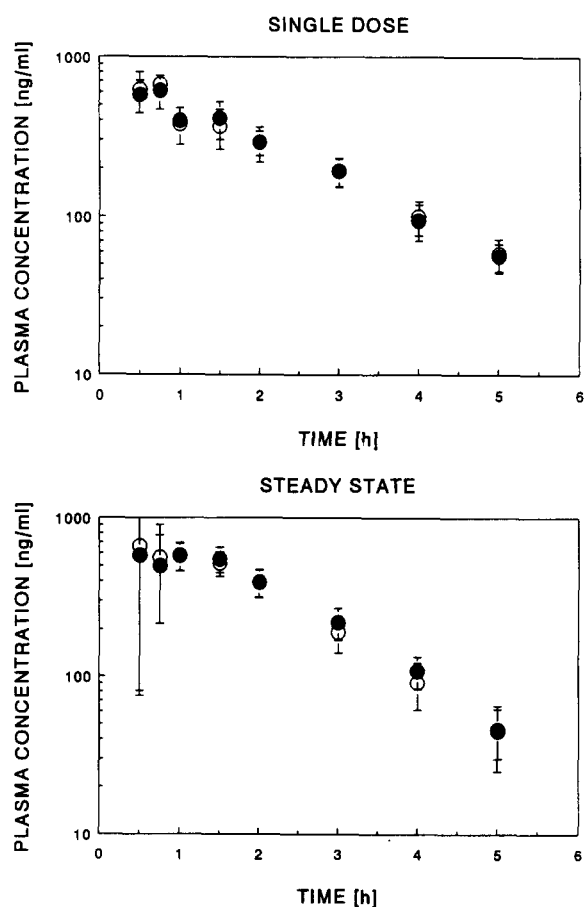 SINGLE DOSE
PLASMA CONCENTRATION [ng/ml]
1000
100
10
0 1 2 3 4 5 6
TIME [h]
STEADY STATE
PLASMA CONCENTRATION [ng/ml]
1000
100
10
0 1 2 3 4 5 6
TIME [h]